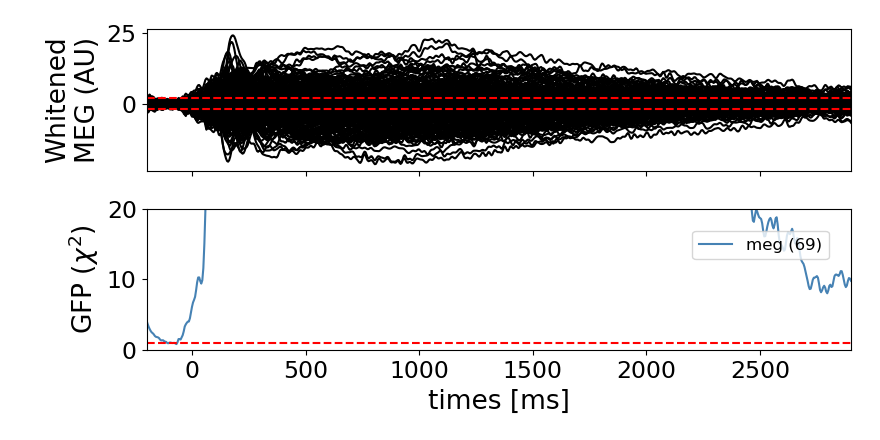 Whitened
MEG (AU)
25
0
GFP (χ²)
20
10
0
meg (69)
0 500 1000 1500 2000 2500
times [ms]